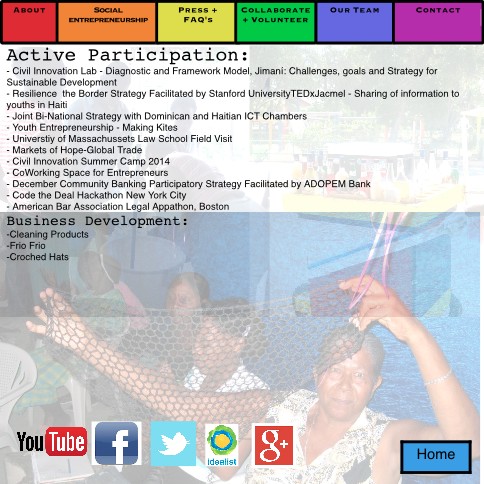 About
Social
entrepreneurship
Press +
FAQ's
Collaborate
+ Volunteer
Our Team
Contact
Active Participation:
- Civil Innovation Lab - Diagnostic and Framework Model, Jimani: Challenges, goals and Strategy for
Sustainable Development
- Resilience the Border Strategy Facilitated by Stanford UniversityTEDxJacmel - Sharing of information to
youths in Haiti
- Joint Bi-National Strategy with Dominican and Haitian ICT Chambers
- Youth Entrepreneurship - Making Kites
- Universtiy of Massachussets Law School Field Visit
- Markets of Hope-Global Trade
- Civil Innovation Summer Camp 2014
- CoWorking Space for Entrepreneurs
- December Community Banking Participatory Strategy Facilitated by ADOPEM Bank
- Code the Deal Hackathon New York City
- American Bar Association Legal Appathon, Boston
Business Development:
-Cleaning Products
-Frio Frio
-Croched Hats
YouTube
f
idealist
g+
Home